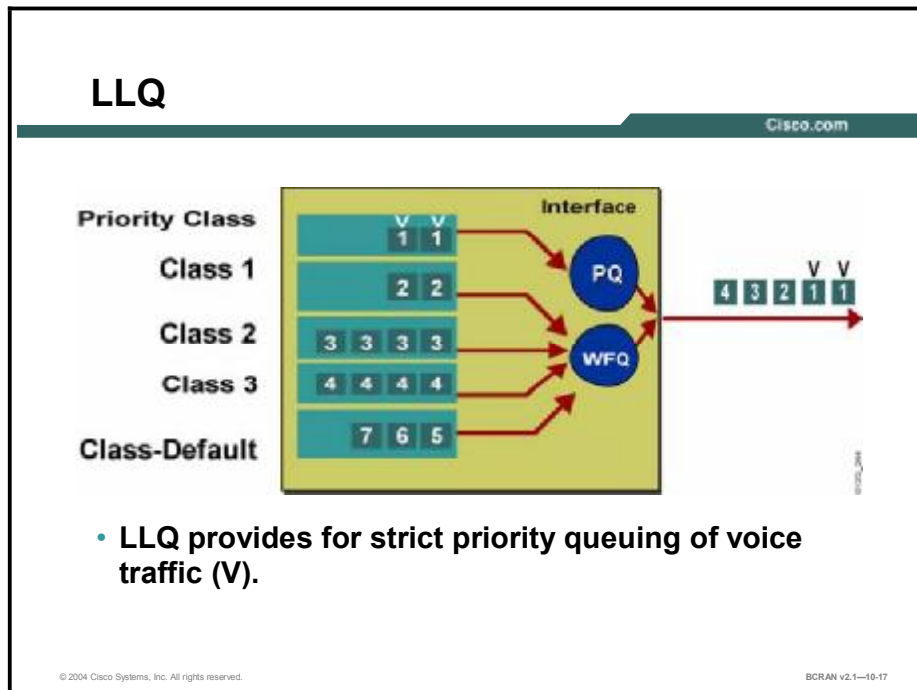 LLQ
Cisco.com
Interface
Priority Class
V V
1 1
PQ
Class 1
2 2
V V
4 3 2 1 1
Class 2
3 3 3 3
WFQ
Class 3
4 4 4 4
Class-Default
7 6 5
• LLQ provides for strict priority queuing of voice
traffic (V).
© 2004 Cisco Systems, Inc. All rights reserved.
BCRAN v2.1—10-17